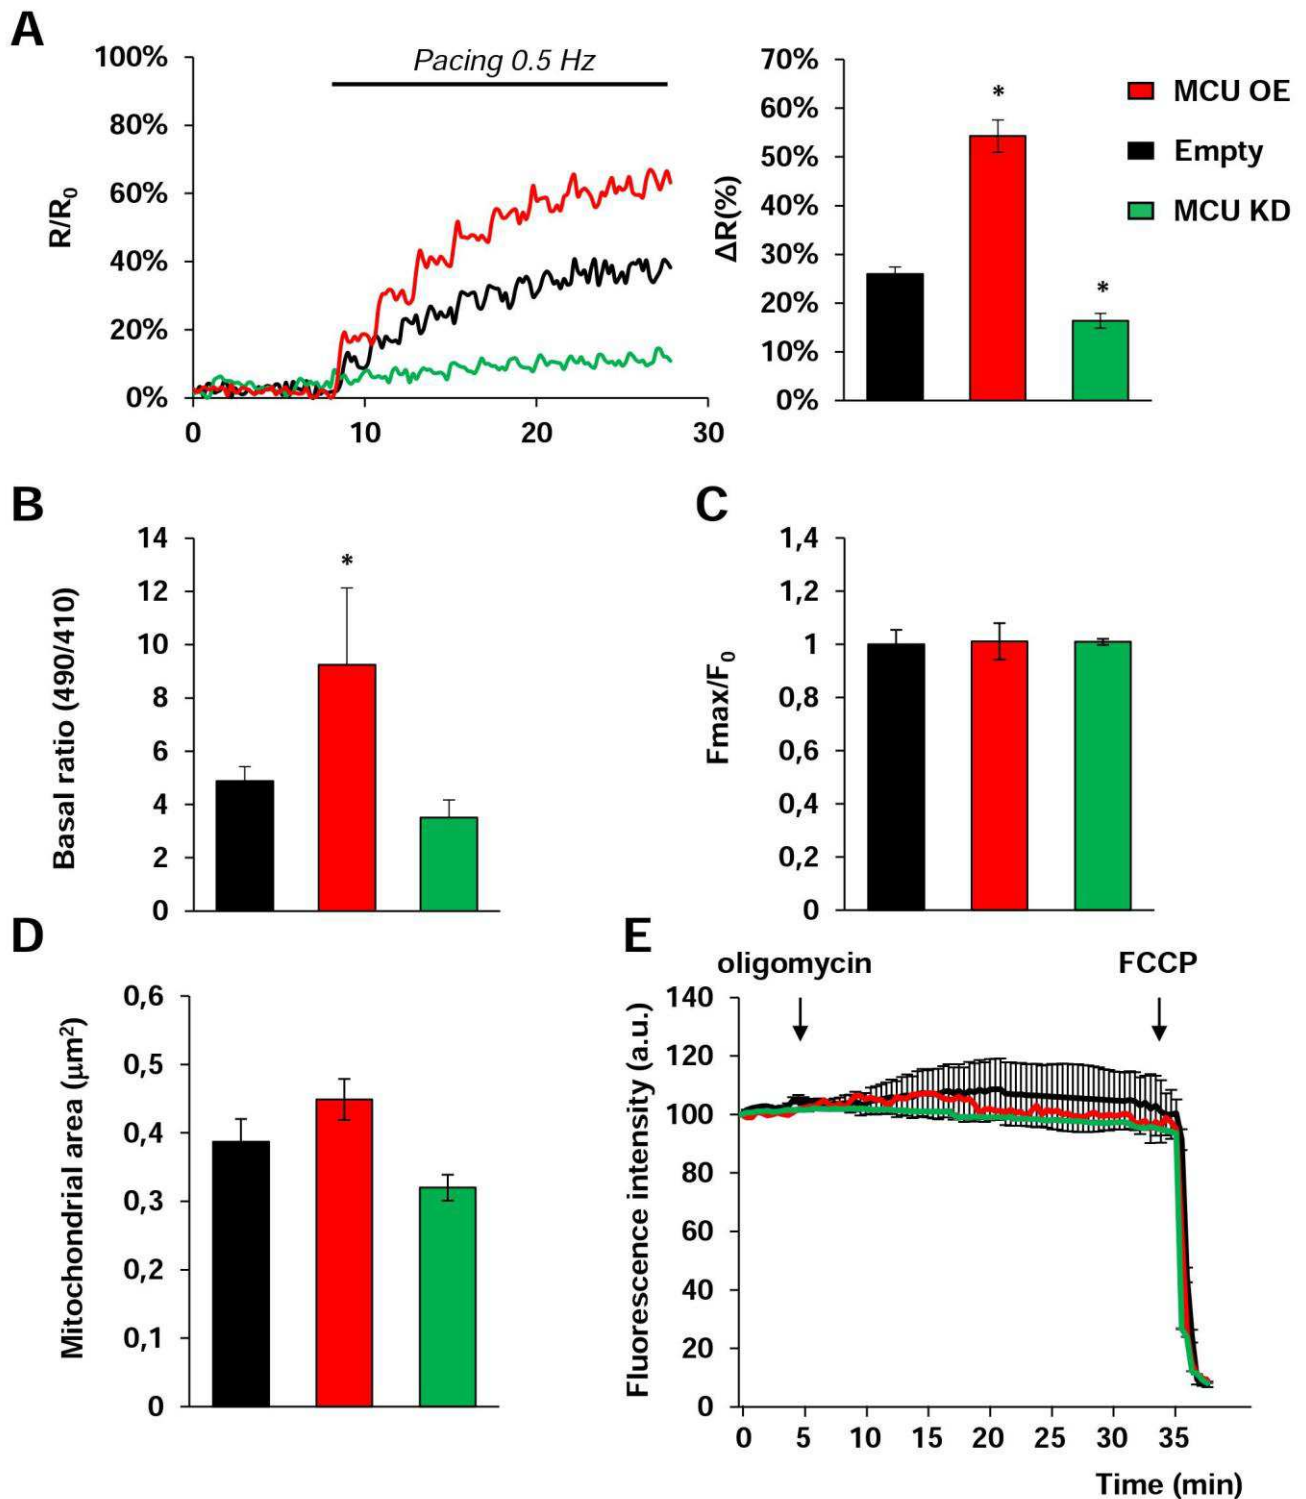 A
100%
80%
60%
40%
20%
0%
R/R₀
Pacing 0.5 Hz
0 10 20 30
70%
60%
50%
40%
30%
20%
10%
0%
ΔR(%)
*
*
MCU OE
Empty
MCU KD
B
14
12
10
8
6
4
2
0
Basal ratio (490/410)
*
C
1,4
1,2
1
0,8
0,6
0,4
0,2
0
Fmax/F₀
D
0,6
0,5
0,4
0,3
0,2
0,1
0
Mitochondrial area (μm²)
E
oligomycin FCCP
140
120
100
80
60
40
20
0
Fluorescence intensity (a.u.)
0 5 10 15 20 25 30 35
Time (min)